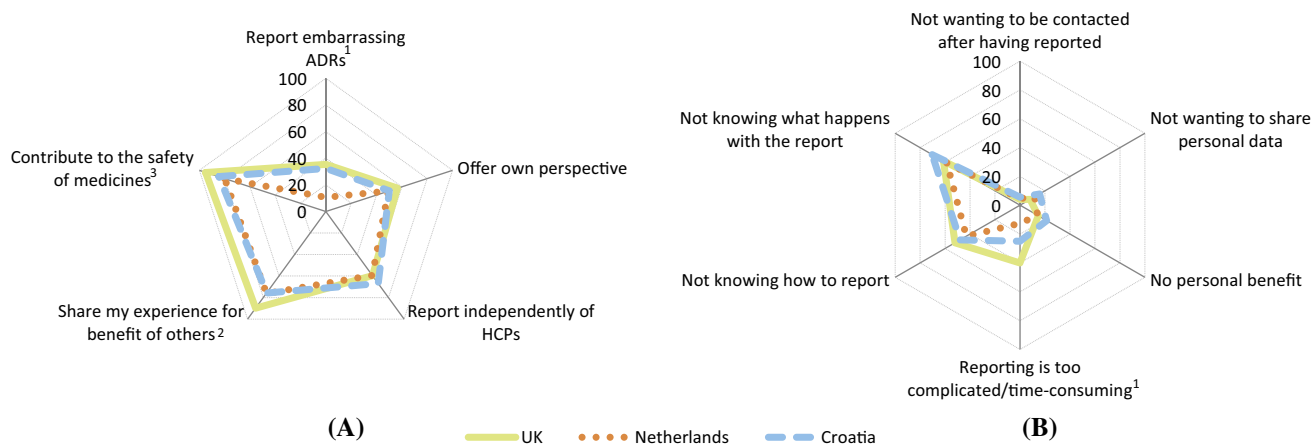 Report embarrassing
ADRs1
100
80
60
40
20
0
Offer own perspective
Report independently of
HCPs
Share my experience for
benefit of others2
Contribute to the safety
of medicines3
(A)
Not wanting to be contacted
after having reported
100
80
60
40
20
0
Not wanting to share
personal data
No personal benefit
Reporting is too
complicated/time-consuming1
Not knowing how to report
Not knowing what happens
with the report
(B)
UK Netherlands Croatia